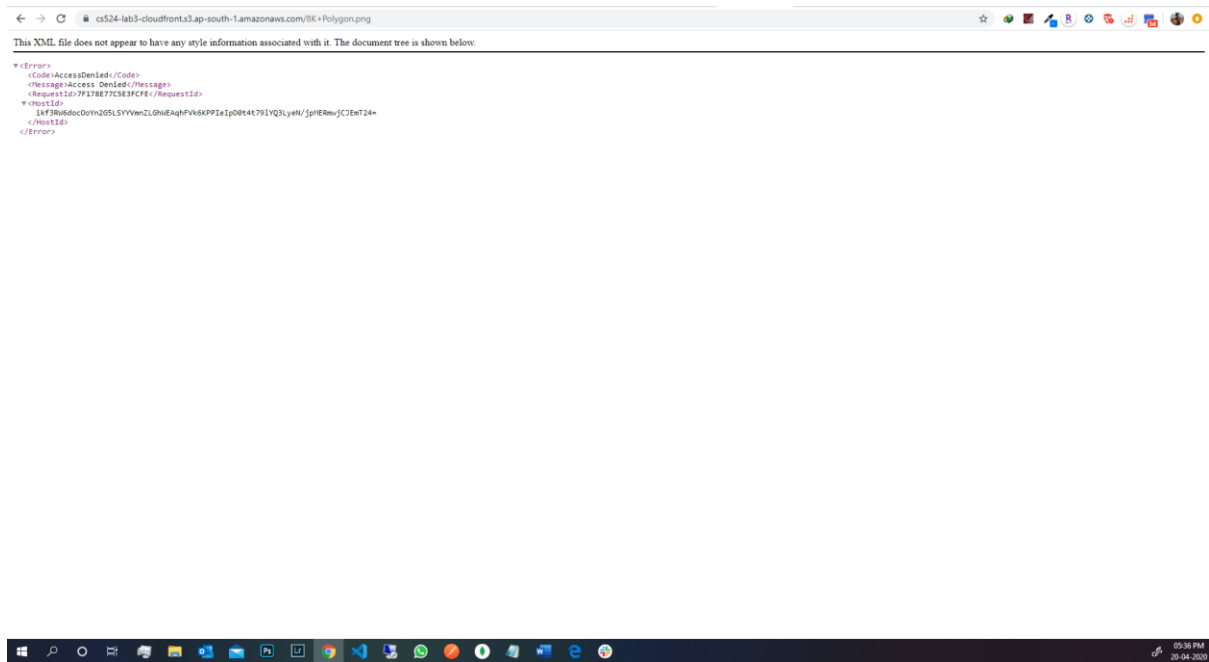 cs524-lab3-cloudfront.s3.ap-south-1.amazonaws.com/8K+Polygon.png
This XML file does not appear to have any style information associated with it. The document tree is shown below.
▼<Error>
<Code>AccessDenied</Code>
<Message>Access Denied</Message>
<RequestId>7F178E77C5E3FCFE</RequestId>
▼<HostId>
</HostId>
</Error>
05:36 PM
20-04-2020